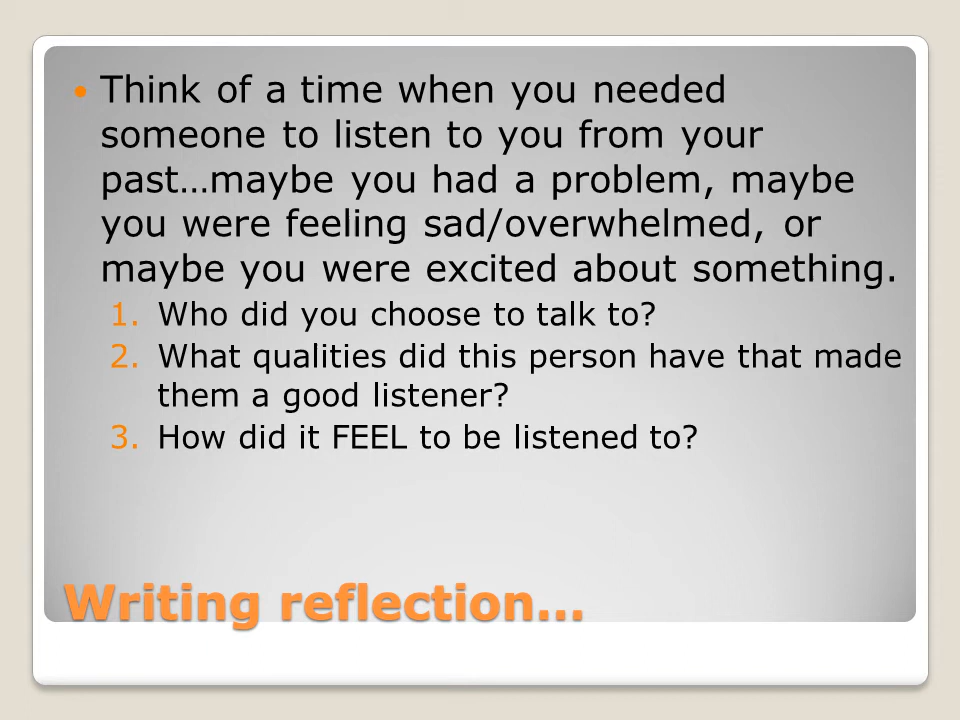 • Think of a time when you needed
someone to listen to you from your
past…maybe you had a problem, maybe
you were feeling sad/overwhelmed, or
maybe you were excited about something.
1. Who did you choose to talk to?
2. What qualities did this person have that made
them a good listener?
3. How did it FEEL to be listened to?
Writing reflection…